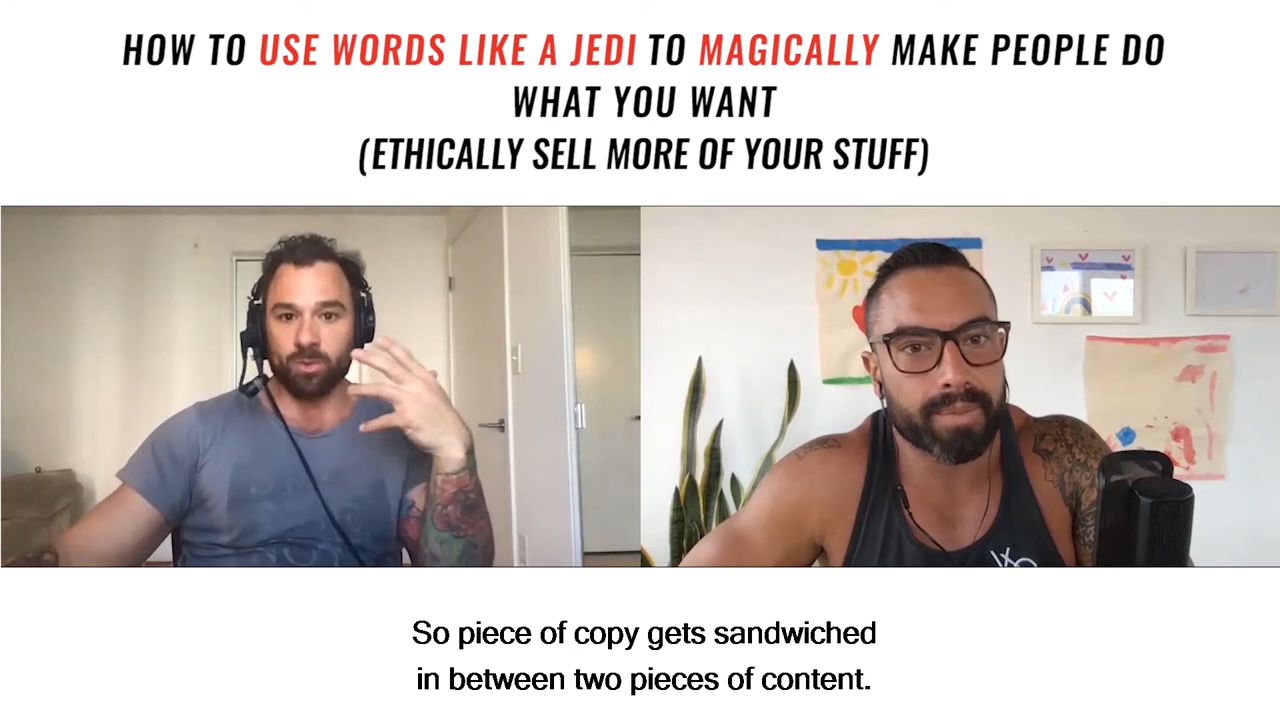 HOW TO USE WORDS LIKE A JEDI TO MAGICALLY MAKE PEOPLE DO
WHAT YOU WANT
(ETHICALLY SELL MORE OF YOUR STUFF)
So piece of copy gets sandwiched
in between two pieces of content.